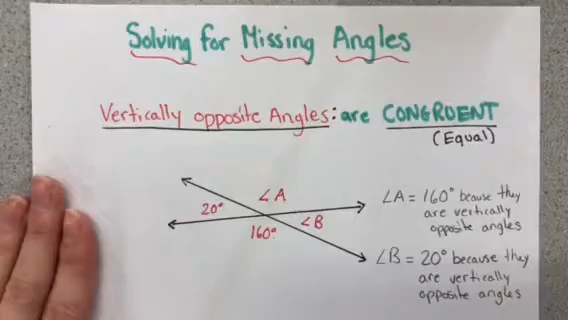 Solving for Missing Angles
Vertically opposite Angles: are CONGRUENT
(Equal)
∠A
20°
∠B
160°
∠A = 160° becuase they
are vertically
opposite angles
∠B = 20° because they
are vertically
opposite angles